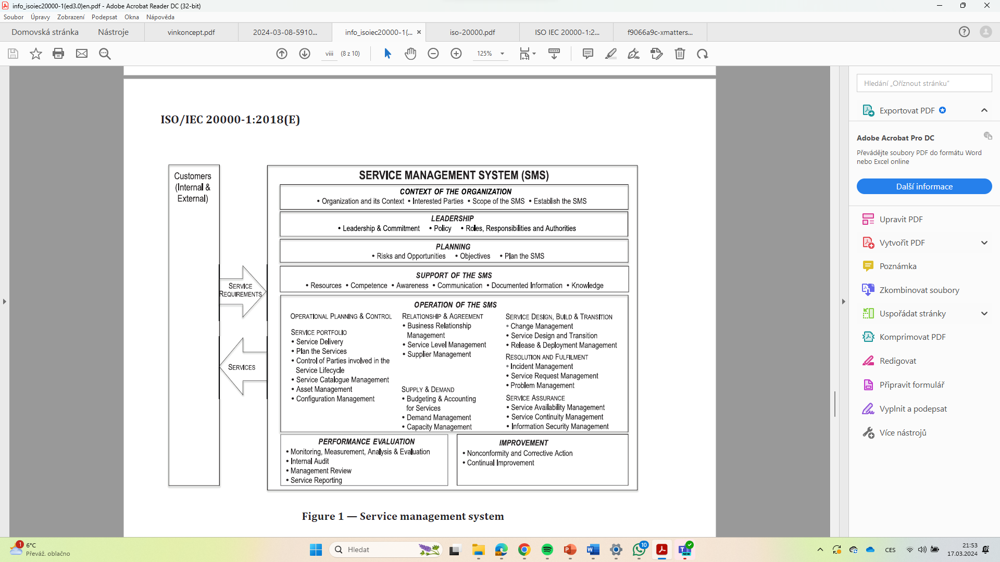 info_isoiec20000-1{ed3.0}en.pdf - Adobe Acrobat Reader DC (32-bit)
Soubor Úpravy Zobrazení Podepsat Okna Nápověda
Domovská stránka Nástroje vinkoncept.pdf 2024-03-08-5910... info_isoiec20000-1{... × iso-20000.pdf ISO IEC 20000-1:2... f9066a9c-xmatters...
viii (8 z 10) 125%
ISO/IEC 20000-1:2018(E)
Customers
(Internal &
External)
SERVICE
REQUIREMENTS
SERVICES
SERVICE MANAGEMENT SYSTEM (SMS)
CONTEXT OF THE ORGANIZATION
• Organization and its Context • Interested Parties • Scope of the SMS • Establish the SMS
LEADERSHIP
• Leadership & Commitment • Policy • Roles, Responsibilities and Authorities
PLANNING
• Risks and Opportunities • Objectives • Plan the SMS
SUPPORT OF THE SMS
• Resources • Competence • Awareness • Communication • Documented Information • Knowledge
OPERATION OF THE SMS
OPERATIONAL PLANNING & CONTROL
SERVICE PORTFOLIO
• Service Delivery
• Plan the Services
• Control of Parties involved in the
Service Lifecycle
• Service Catalogue Management
• Asset Management
• Configuration Management
RELATIONSHIP & AGREEMENT
• Business Relationship
Management
• Service Level Management
• Supplier Management
SUPPLY & DEMAND
• Budgeting & Accounting
for Services
• Demand Management
• Capacity Management
SERVICE DESIGN, BUILD & TRANSITION
• Change Management
• Service Design and Transition
• Release & Deployment Management
RESOLUTION AND FULFILMENT
• Incident Management
• Service Request Management
• Problem Management
SERVICE ASSURANCE
• Service Availability Management
• Service Continuity Management
• Information Security Management
PERFORMANCE EVALUATION
• Monitoring, Measurement, Analysis & Evaluation
• Internal Audit
• Management Review
• Service Reporting
IMPROVEMENT
• Nonconformity and Corrective Action
• Continual Improvement
Figure 1 — Service management system
Hledání „Oříznout stránku“
Exportovat PDF
Adobe Acrobat Pro DC
Převádějte soubory PDF do formátu Word
nebo Excel online
Další informace
Upravit PDF
Vytvořit PDF
Poznámka
Zkombinovat soubory
Uspořádat stránky
Komprimovat PDF
Redigovat
Připravit formulář
Vyplnit a podepsat
Více nástrojů
1
6°C
Převáž. oblačno
Hledat
10
NEW
CES
21:53
17.03.2024